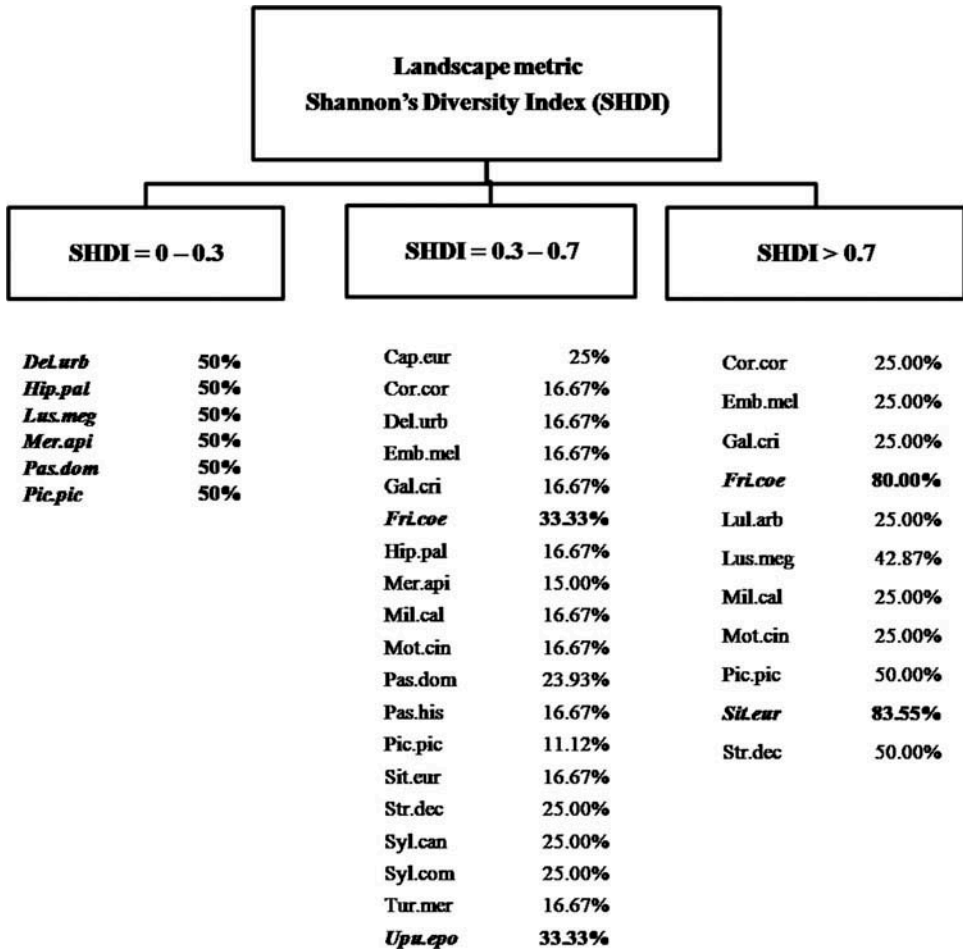 Landscape metric
Shannon's Diversity Index (SHDI)
SHDI = 0 – 0.3
SHDI = 0.3 – 0.7
SHDI > 0.7
Del.urb 50%
Hip.pal 50%
Lus.meg 50%
Mer.api 50%
Pas.dom 50%
Pic.pic 50%
Cap.eur 25%
Cor.cor 16.67%
Del.urb 16.67%
Emb.mel 16.67%
Gal.cri 16.67%
Fri.coe 33.33%
Hip.pal 16.67%
Mer.api 15.00%
Mil.cal 16.67%
Mot.cin 16.67%
Pas.dom 23.93%
Pas.his 16.67%
Pic.pic 11.12%
Sit.eur 16.67%
Str.dec 25.00%
Syl.can 25.00%
Syl.com 25.00%
Tur.mer 16.67%
Upu.epo 33.33%
Cor.cor 25.00%
Emb.mel 25.00%
Gal.cri 25.00%
Fri.coe 80.00%
Lul.arb 25.00%
Lus.meg 42.87%
Mil.cal 25.00%
Mot.cin 25.00%
Pic.pic 50.00%
Sit.eur 83.55%
Str.dec 50.00%